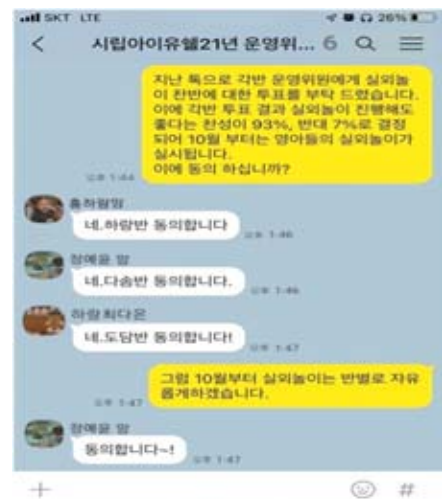 SKT LTE 26%
시립아이유쉘21년 운영위... 6
지난 톡으로 각반 운영위원에게 실외놀
이 찬반에 대한 투표를 부탁 드렸습니다.
이에 각반 투표 결과 실외놀이 진행해도
좋다는 찬성이 93%, 반대 7%로 결정
되어 10월 부터는 영아들의 실외놀이가
실시됩니다.
이에 동의 하십니까?
오후 1:44
홍하람맘
네.하랑반 동의합니다
오후 1:46
장예윤 맘
네.다솜반 동의합니다.
오후 1:46
하랑최다온
네.도담반 동의합니다!
오후 1:47
그럼 10월부터 실외놀이는 반별로 자유
롭게하겠습니다.
오후 1:47
장예윤 맘
동의합니다~!
오후 1:47
#